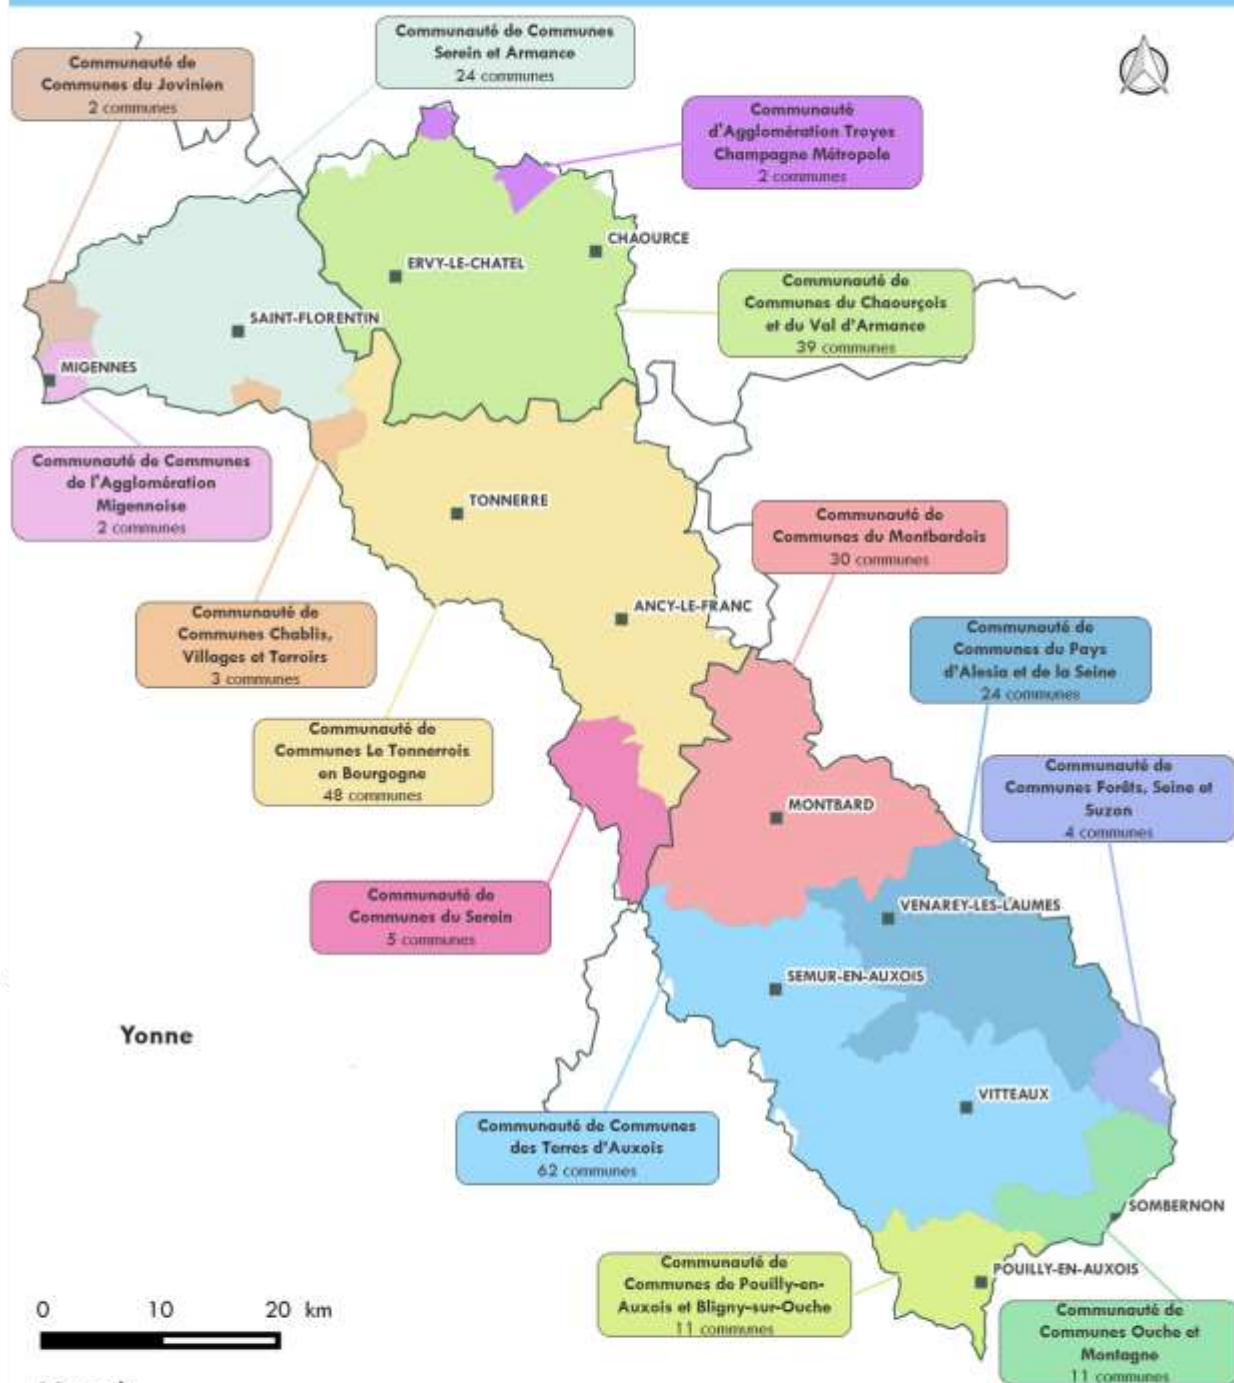 Communauté de Communes
Serein et Armance
24 communes
Communauté de
Communes du Jovinien
2 communes
Communauté
d'Agglomération Troyes
Champagne Métropole
2 communes
CHAOURCE
ERVY-LE-CHATEL
Communauté de
Communes du Chaourçois
et du Val d'Armance
39 communes
SAINT-FLORENTIN
MIGENNES
Communauté de Communes
de l'Agglomération
Migennoise
2 communes
TONNERRE
Communauté de
Communes du Montbardois
30 communes
ANCY-LE-FRANC
Communauté de
Communes Chablis,
Villages et Terroirs
3 communes
Communauté de
Communes du Pays
d'Alesia et de la Seine
24 communes
Communauté de
Communes Le Tonnerrois
en Bourgogne
48 communes
Communauté de
Communes Forêts, Seine et
Suzon
4 communes
MONTBARD
Communauté de
Communes du Serein
5 communes
VENAREY-LES-LAUMES
SEMUR-EN-AUXOIS
Yonne
VITTEAUX
Communauté de Communes
des Terres d'Auxois
62 communes
SOMBERNON
POUILLY-EN-AUXOIS
Communauté de
Communes de Pouilly-en-
Auxois et Bligny-sur-Ouche
11 communes
Communauté de
Communes Ouche et
Montagne
11 communes
0 10 20 km